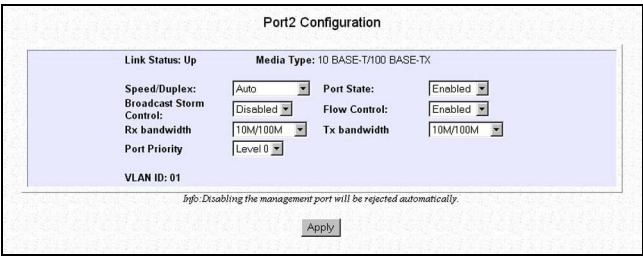 Port2 Configuration
Link Status: Up Media Type: 10 BASE-T/100 BASE-TX
Speed/Duplex: Auto Port State: Enabled
Broadcast Storm Control: Disabled Flow Control: Enabled
Rx bandwidth 10M/100M Tx bandwidth 10M/100M
Port Priority Level 0
VLAN ID: 01
Info:Disabling the management port will be rejected automatically.
Apply